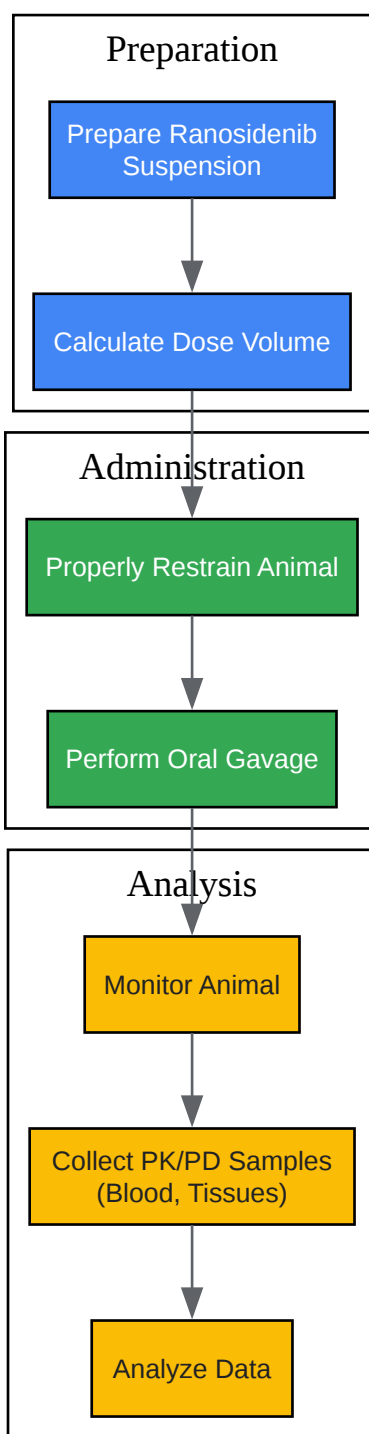 Preparation
Prepare Ranosidenib
Suspension
Calculate Dose Volume
Administration
Properly Restrain Animal
Perform Oral Gavage
Analysis
Monitor Animal
Collect PK/PD Samples
(Blood, Tissues)
Analyze Data